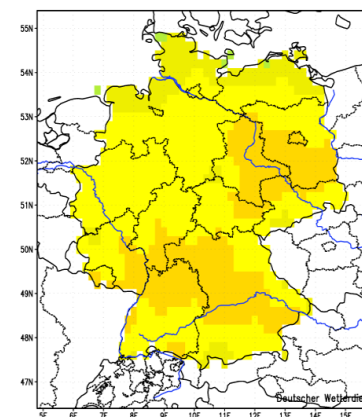 55N
54N
53N
52N
51N
50N
49N
48N
47N
5E 6E 7E 8E 9E 10E 11E 12E 13E 14E 15E
Deutscher Wetterdie